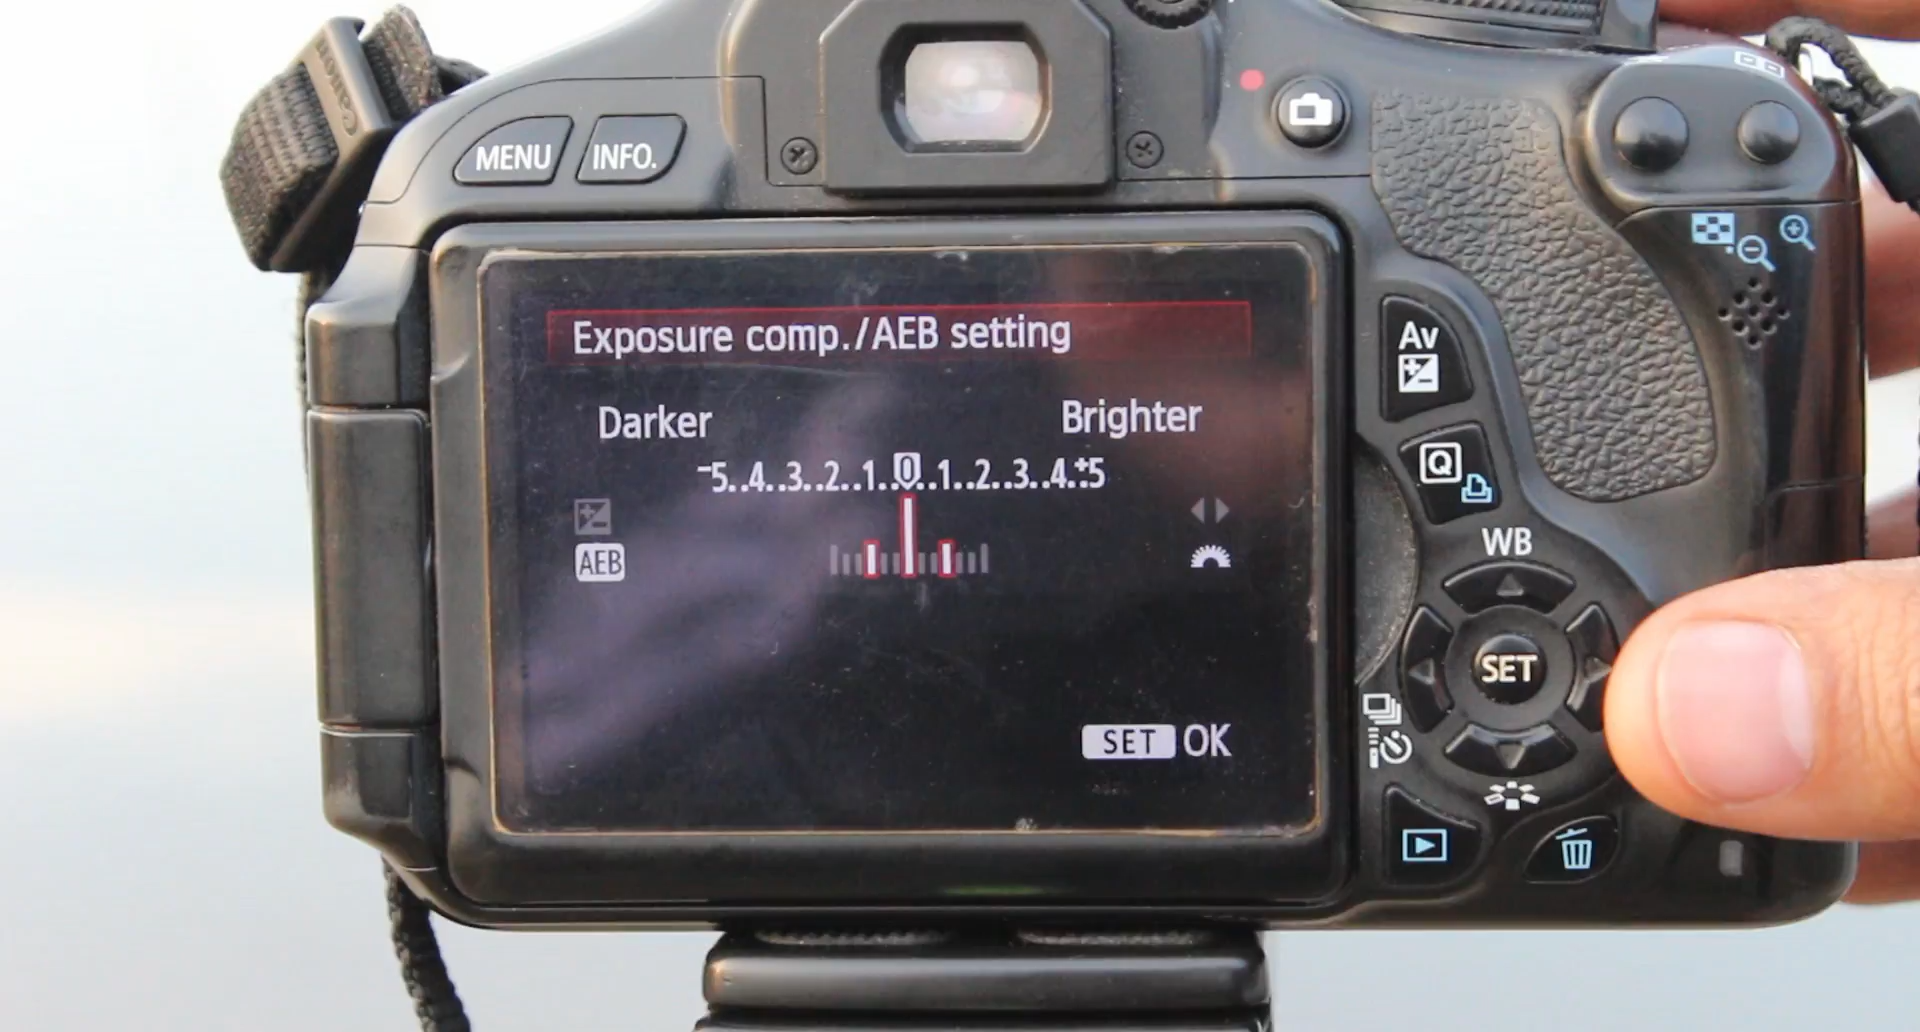 Canon
MENU
INFO.
Exposure comp./AEB setting
Darker
Brighter
-5..4..3..2..1..0..1..2..3..4.+5
AEB
SET OK
Av
Q
WB
SET